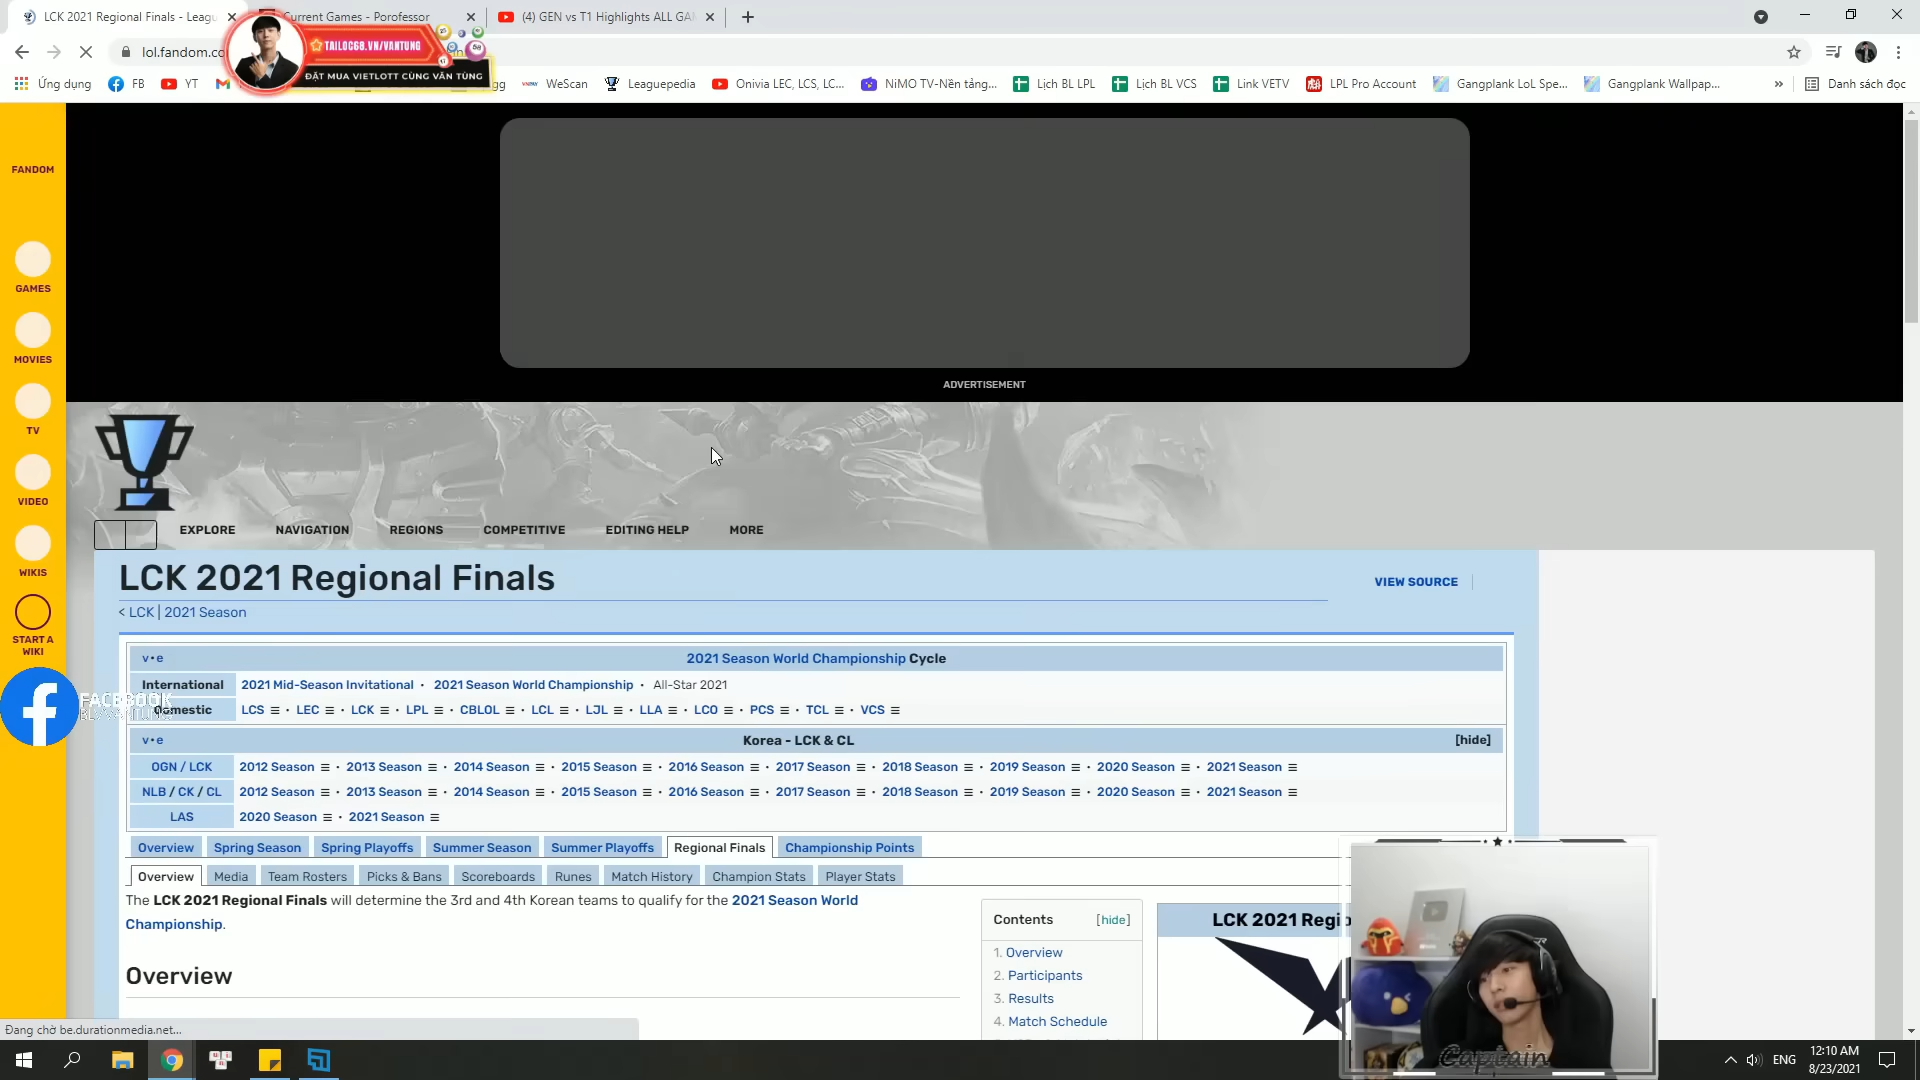 LCK 2021 Regional Finals - Leagu
Current Games - Porofessor
(4) GEN vs T1 Highlights ALL GAM
lol.fandom.co
TAILOC68.VN/VANTUNG
ĐẶT MUA VIETLOTT CÙNG VĂN TÙNG
Ứng dụng
FB
YT
gg
WeScan
Leaguepedia
Onivia LEC, LCS, LC...
NiMO TV-Nền tảng...
Lịch BL LPL
Lịch BL VCS
Link VETV
LPL Pro Account
Gangplank LoL Spe...
Gangplank Wallpap...
»
Danh sách đọc
FANDOM
GAMES
MOVIES
TV
VIDEO
WIKIS
START A
WIKI
FACEBOOK
ADVERTISEMENT
EXPLORE NAVIGATION REGIONS COMPETITIVE EDITING HELP MORE
LCK 2021 Regional Finals
VIEW SOURCE
< LCK | 2021 Season
v • e 2021 Season World Championship Cycle
International 2021 Mid-Season Invitational • 2021 Season World Championship • All-Star 2021
Domestic LCS ≡ • LEC ≡ • LCK ≡ • LPL ≡ • CBLOL ≡ • LCL ≡ • LJL ≡ • LLA ≡ • LCO ≡ • PCS ≡ • TCL ≡ • VCS ≡
v • e Korea - LCK & CL [hide]
OGN / LCK 2012 Season ≡ • 2013 Season ≡ • 2014 Season ≡ • 2015 Season ≡ • 2016 Season ≡ • 2017 Season ≡ • 2018 Season ≡ • 2019 Season ≡ • 2020 Season ≡ • 2021 Season ≡
NLB / CK / CL 2012 Season ≡ • 2013 Season ≡ • 2014 Season ≡ • 2015 Season ≡ • 2016 Season ≡ • 2017 Season ≡ • 2018 Season ≡ • 2019 Season ≡ • 2020 Season ≡ • 2021 Season ≡
LAS 2020 Season ≡ • 2021 Season ≡
Overview Spring Season Spring Playoffs Summer Season Summer Playoffs Regional Finals Championship Points
Overview Media Team Rosters Picks & Bans Scoreboards Runes Match History Champion Stats Player Stats
The LCK 2021 Regional Finals will determine the 3rd and 4th Korean teams to qualify for the 2021 Season World
Championship.
Overview
Contents [hide]
1. Overview
2. Participants
3. Results
4. Match Schedule
LCK 2021 Regio
Captain
Đang chờ be.durationmedia.net...
ENG
12:10 AM
8/23/2021